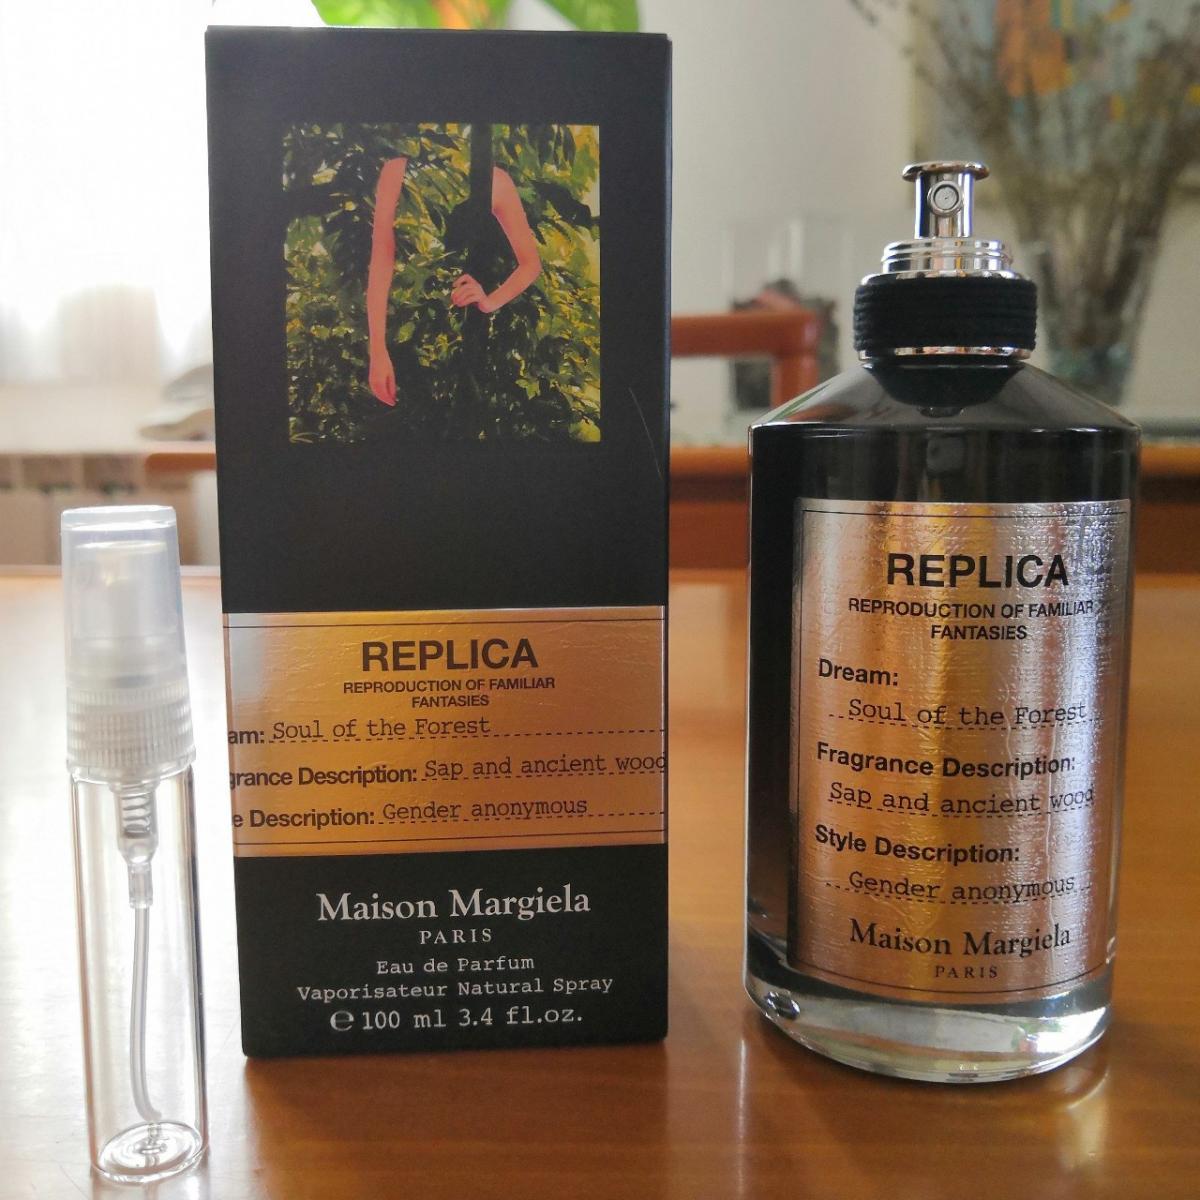 REPLICA
REPRODUCTION OF FAMILIAR
FANTASIES
am: Soul of the Forest
grance Description: Sap and ancient wood
e Description: Gender anonymous
Maison Margiela
PARIS
Eau de Parfum
Vaporisateur Natural Spray
℮ 100 ml 3.4 fl.oz.
REPLICA
REPRODUCTION OF FAMILIAR
FANTASIES
Dream:
Soul of the Forest
Fragrance Description:
Sap and ancient wood
Style Description:
Gender anonymous
Maison Margiela
PARIS